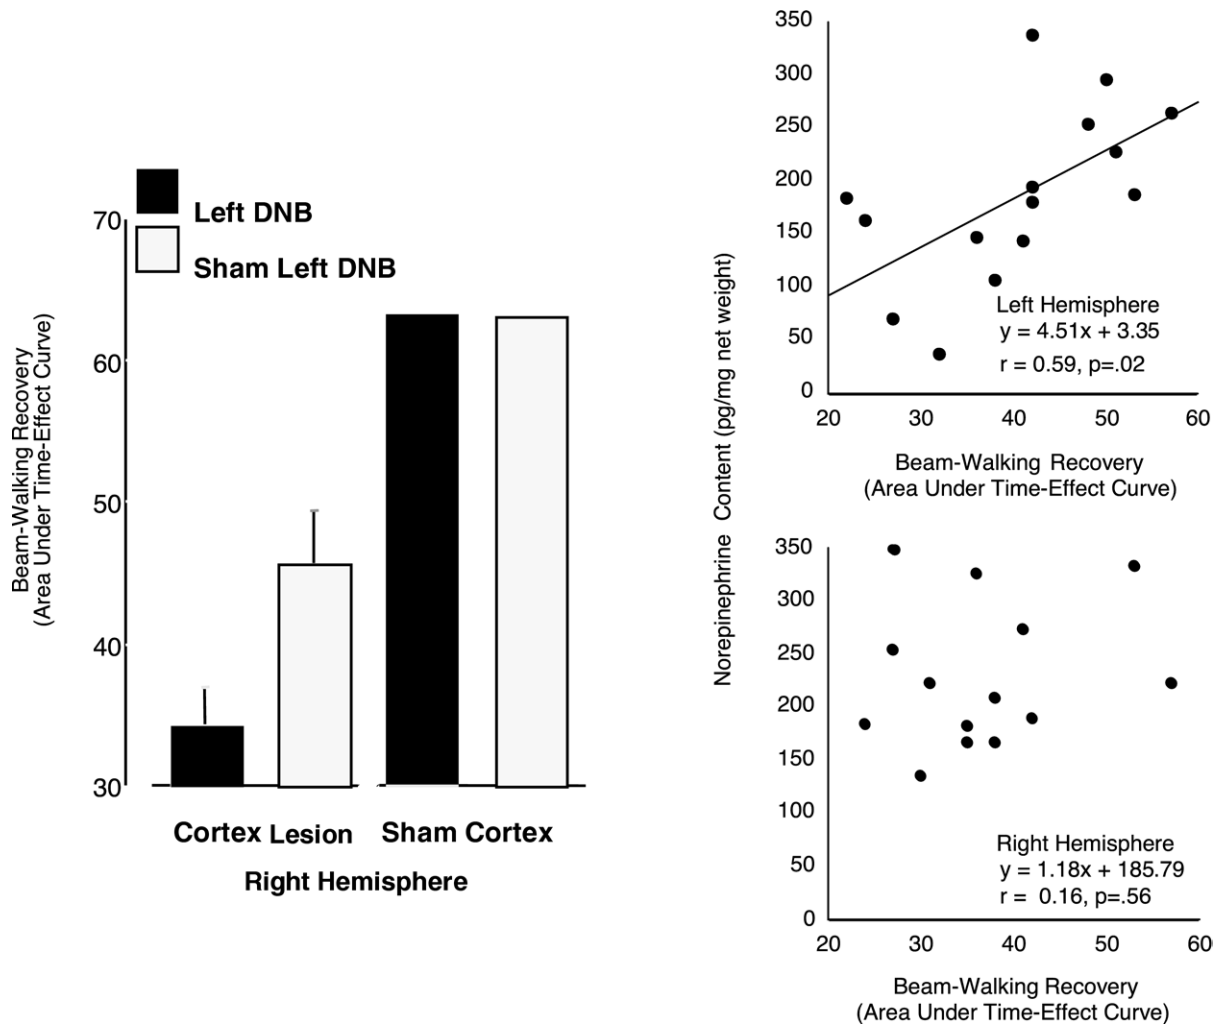 Left DNB
Sham Left DNB
70
60
50
40
30
Beam-Walking Recovery
(Area Under Time-Effect Curve)
Cortex Lesion
Sham Cortex
Right Hemisphere
Norepinephrine Content (pg/mg net weight)
350
300
250
200
150
100
50
0
Left Hemisphere
y = 4.51x + 3.35
r = 0.59, p=.02
20 30 40 50 60
Beam-Walking Recovery
(Area Under Time-Effect Curve)
350
300
250
200
150
100
50
0
Right Hemisphere
y = 1.18x + 185.79
r = 0.16, p=.56
20 30 40 50 60
Beam-Walking Recovery
(Area Under Time-Effect Curve)